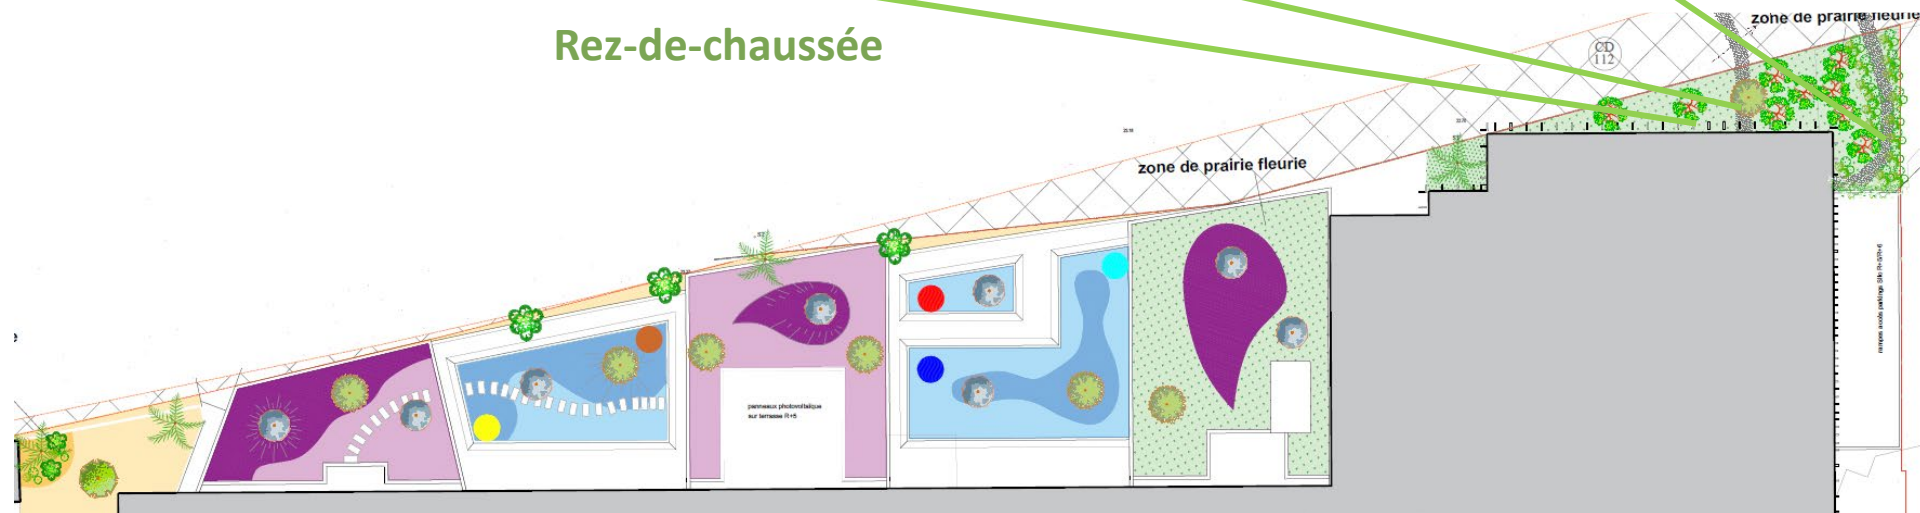 zone de prairie fleurie
Rez-de-chaussée
CD
112
zone de prairie fleurie
panneaux photovoltaïque
sur terrasse R+5